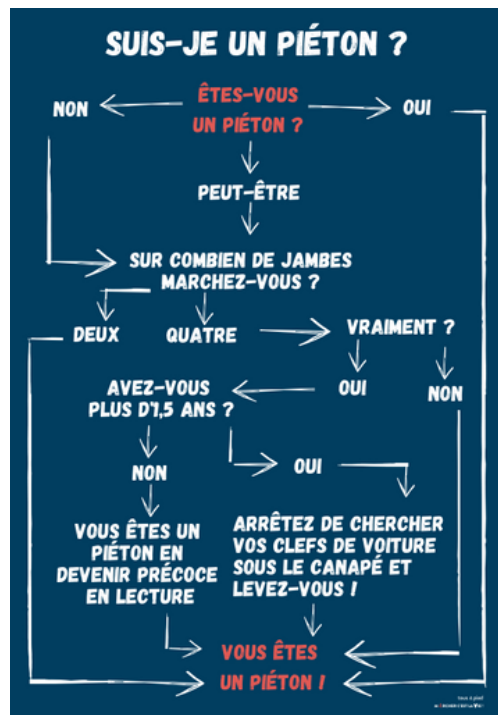 SUIS-JE UN PIÉTON ?
ÊTES-VOUS
UN PIÉTON ?
NON
OUI
PEUT-ÊTRE
SUR COMBIEN DE JAMBES
MARCHEZ-VOUS ?
DEUX
QUATRE
VRAIMENT ?
OUI
NON
AVEZ-VOUS
PLUS D'1,5 ANS ?
NON
OUI
VOUS ÊTES UN
PIÉTON EN
DEVENIR PRÉCOCE
EN LECTURE
ARRÊTEZ DE CHERCHER
VOS CLEFS DE VOITURE
SOUS LE CANAPÉ ET
LEVEZ-VOUS !
VOUS ÊTES
UN PIÉTON !